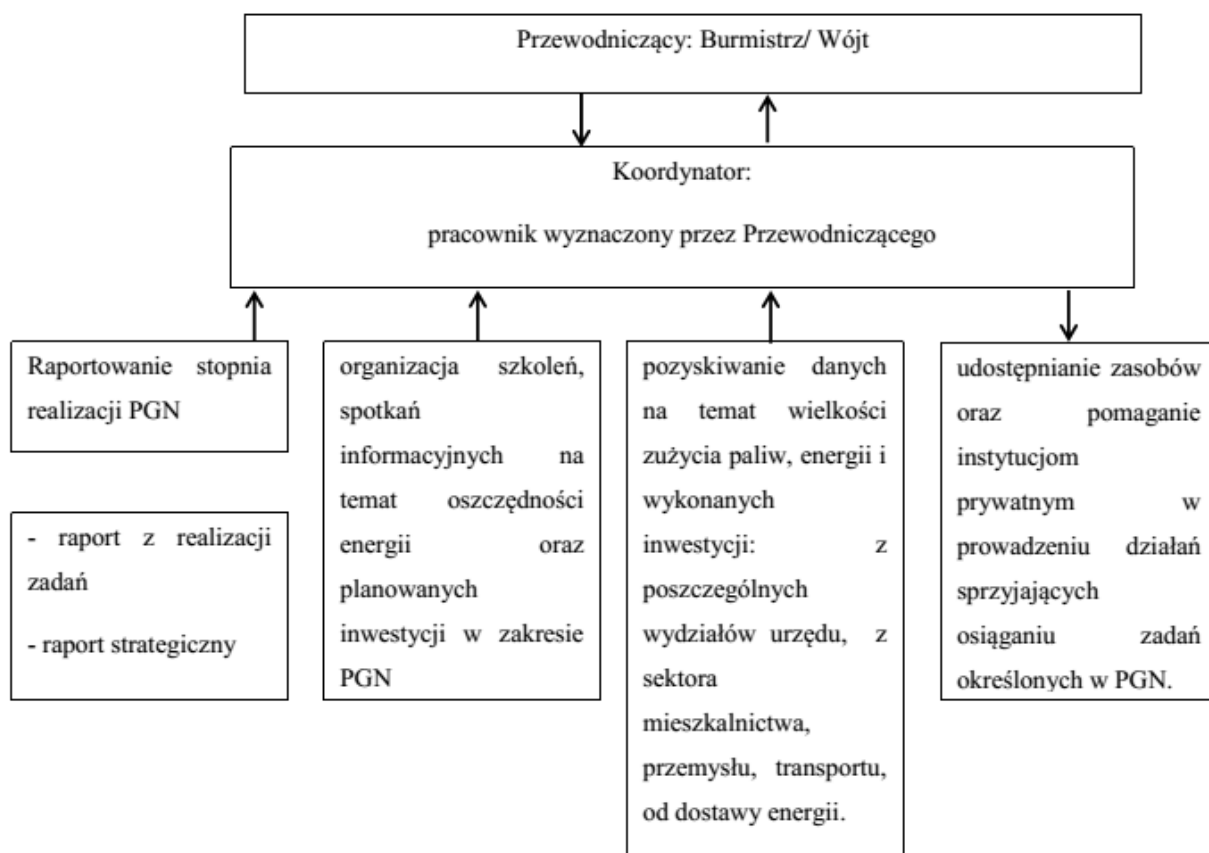 Przewodniczący: Burmistrz/ Wójt
Koordynator:
pracownik wyznaczony przez Przewodniczącego
Raportowanie stopnia
realizacji PGN
- raport z realizacji
zadań
- raport strategiczny
organizacja szkoleń,
spotkań
informacyjnych na
temat oszczędności
energii oraz
planowanych
inwestycji w zakresie
PGN
pozyskiwanie danych
na temat wielkości
zużycia paliw, energii i
wykonanych
inwestycji: z
poszczególnych
wydziałów urzędu, z
sektora
mieszkalnictwa,
przemysłu, transportu,
od dostawy energii.
udostępnianie zasobów
oraz pomaganie
instytucjom
prywatnym w
prowadzeniu działań
sprzyjających
osiąganiu zadań
określonych w PGN.